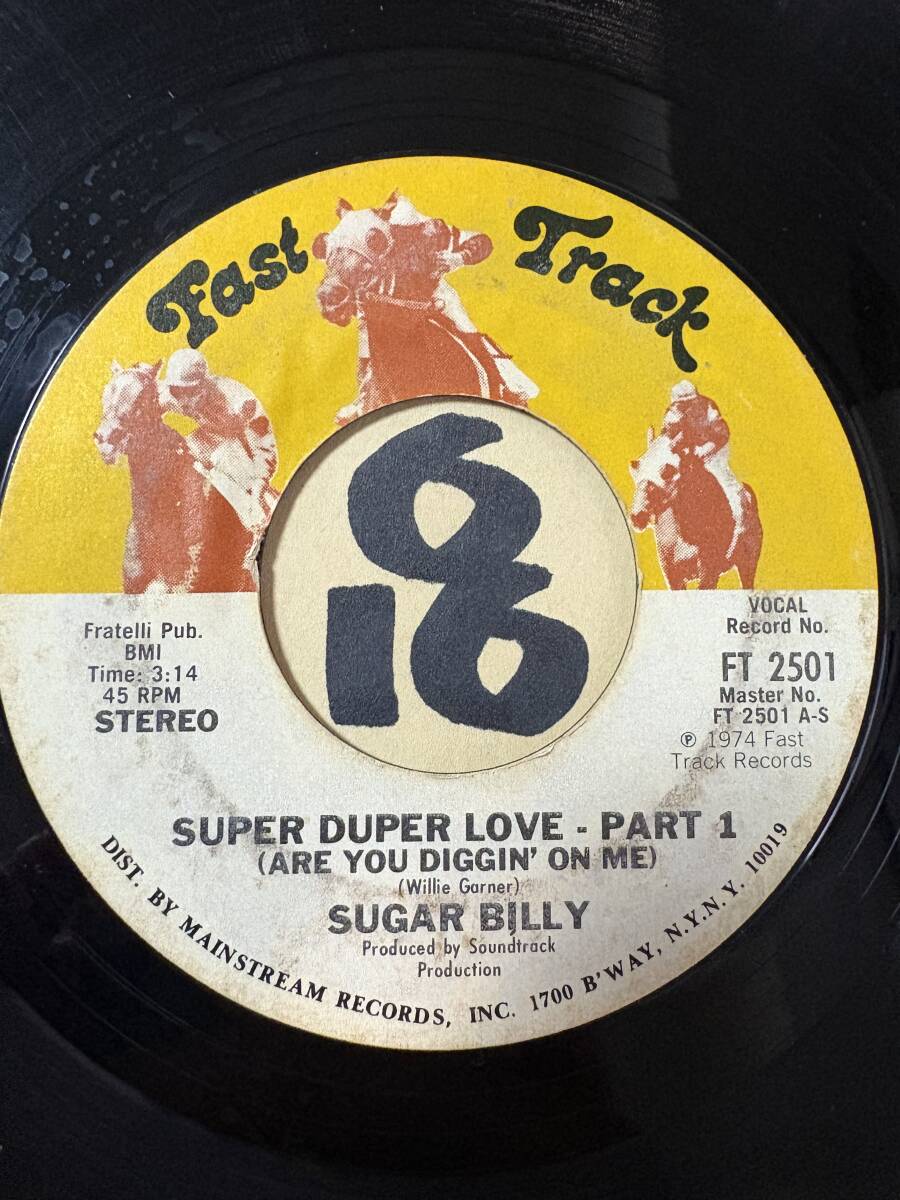 Fast Track
6
18
Fratelli Pub.
BMI
Time: 3:14
45 RPM
STEREO
VOCAL
Record No.
FT 2501
Master No.
FT 2501 A-S
℗ 1974 Fast
Track Records
SUPER DUPER LOVE - PART 1
(ARE YOU DIGGIN' ON ME)
(Willie Garner)
SUGAR BILLY
Produced by Soundtrack
Production
DIST. BY MAINSTREAM RECORDS, INC. 1700 B'WAY, N.Y.N.Y. 10019